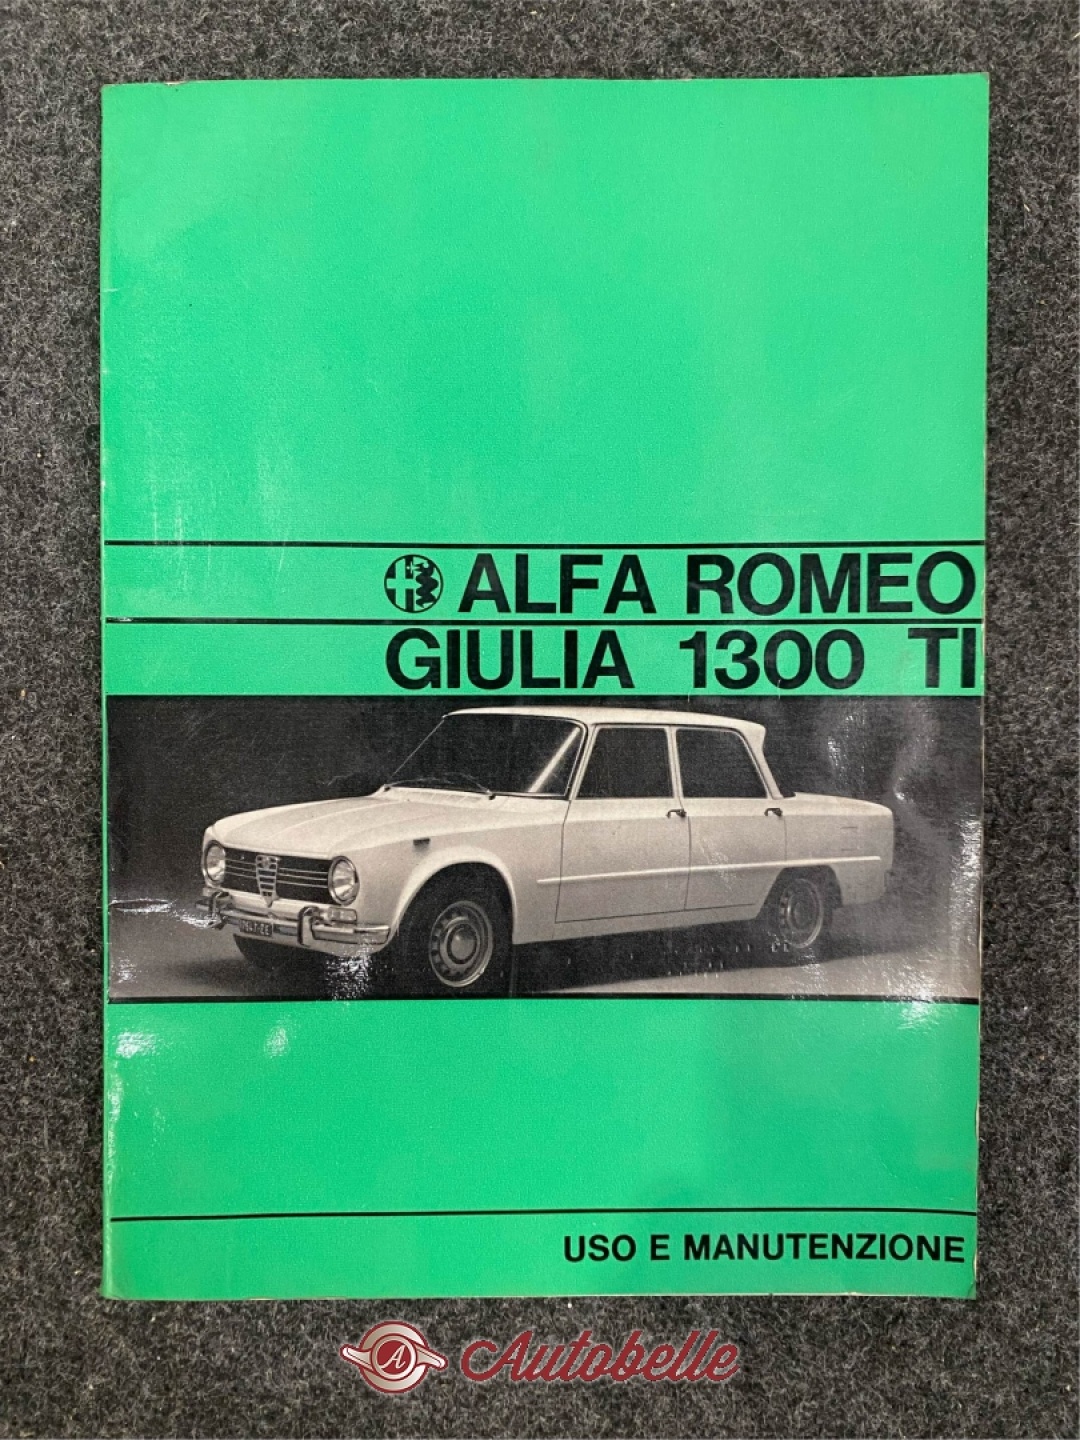 ALFA ROMEO
GIULIA 1300 TI
USO E MANUTENZIONE
A Autobelle